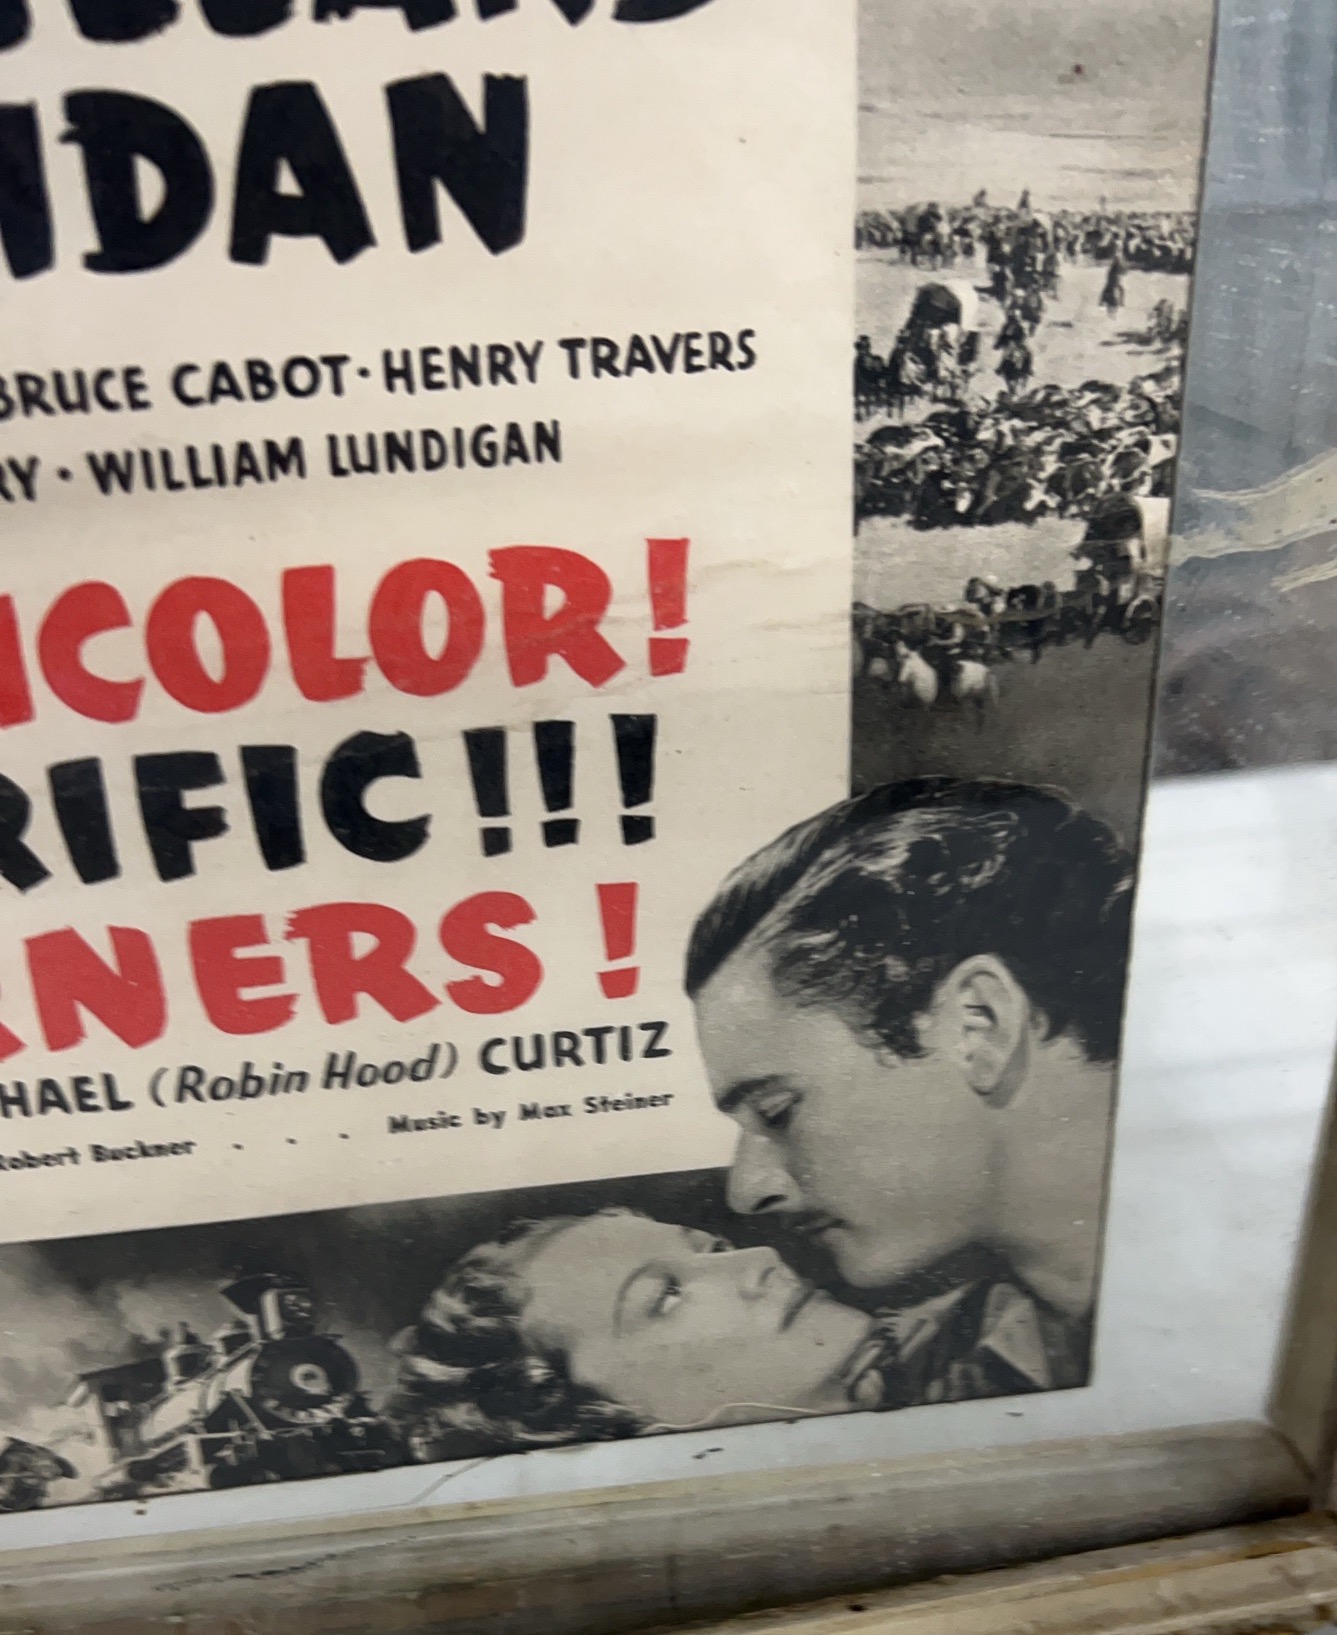 IDAN
BRUCE CABOT · HENRY TRAVERS
RY · WILLIAM LUNDIGAN
ICOLOR!
RIFIC!!!
RNERS!
HAEL (Robin Hood) CURTIZ
Robert Buckner . . . Music by Max Steiner